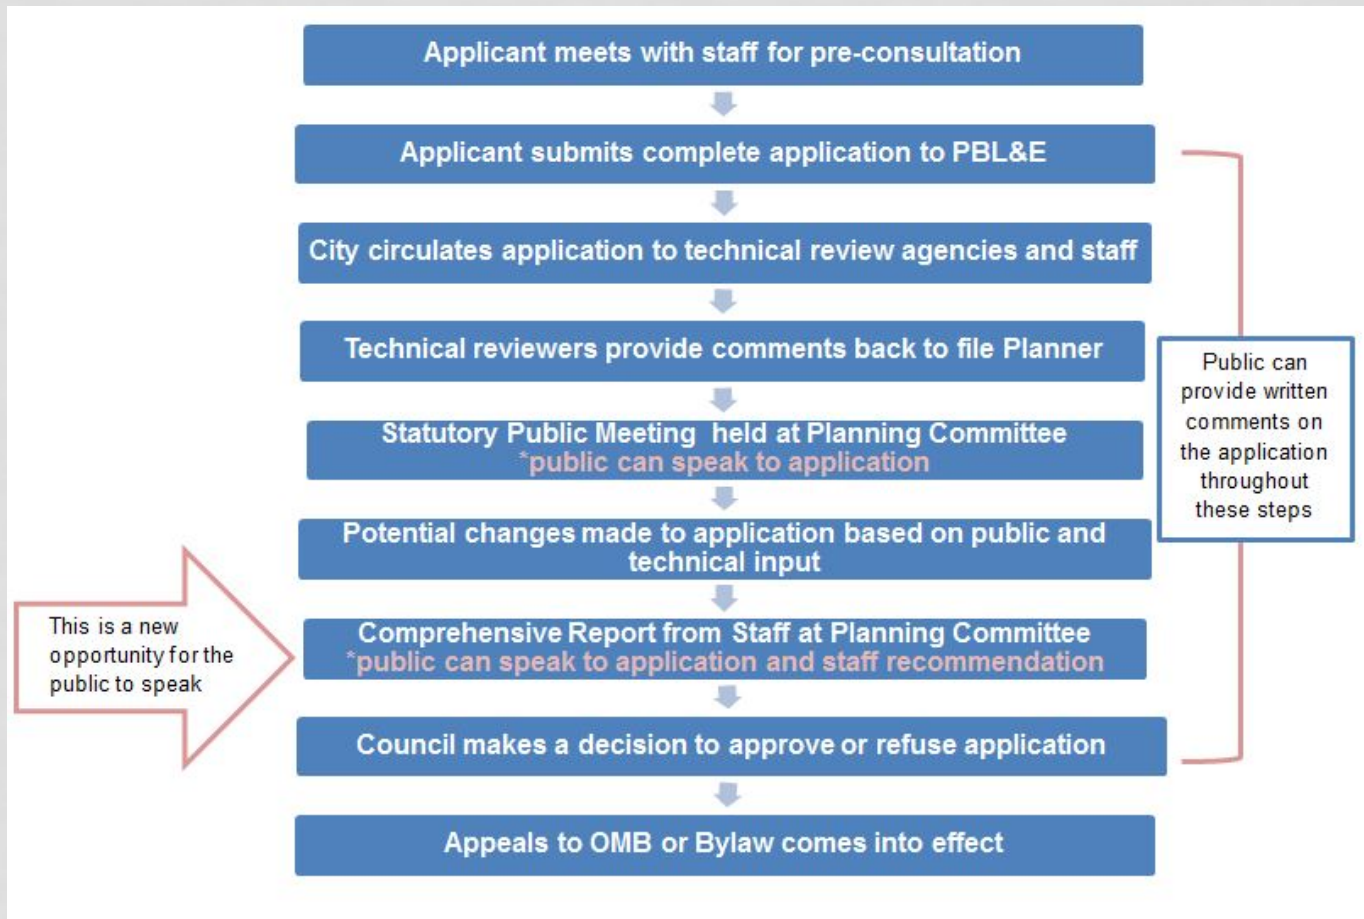 Applicant meets with staff for pre-consultation
Applicant submits complete application to PBL&E
City circulates application to technical review agencies and staff
Technical reviewers provide comments back to file Planner
Statutory Public Meeting held at Planning Committee
*public can speak to application
Potential changes made to application based on public and
technical input
Comprehensive Report from Staff at Planning Committee
*public can speak to application and staff recommendation
Council makes a decision to approve or refuse application
Appeals to OMB or Bylaw comes into effect
This is a new
opportunity for the
public to speak
Public can
provide written
comments on
the application
throughout
these steps